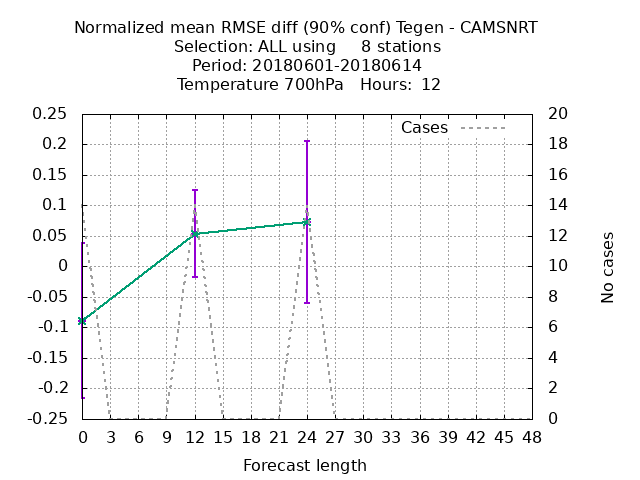 Normalized mean RMSE diff (90% conf) Tegen - CAMSNRT
Selection: ALL using     8 stations
Period: 20180601-20180614
Temperature 700hPa   Hours:  12
Cases
0.25
0.2
0.15
0.1
0.05
0
-0.05
-0.1
-0.15
-0.2
-0.25
20
18
16
14
12
10
8
6
4
2
0
No cases
0 3 6 9 12 15 18 21 24 27 30 33 36 39 42 45 48
Forecast length